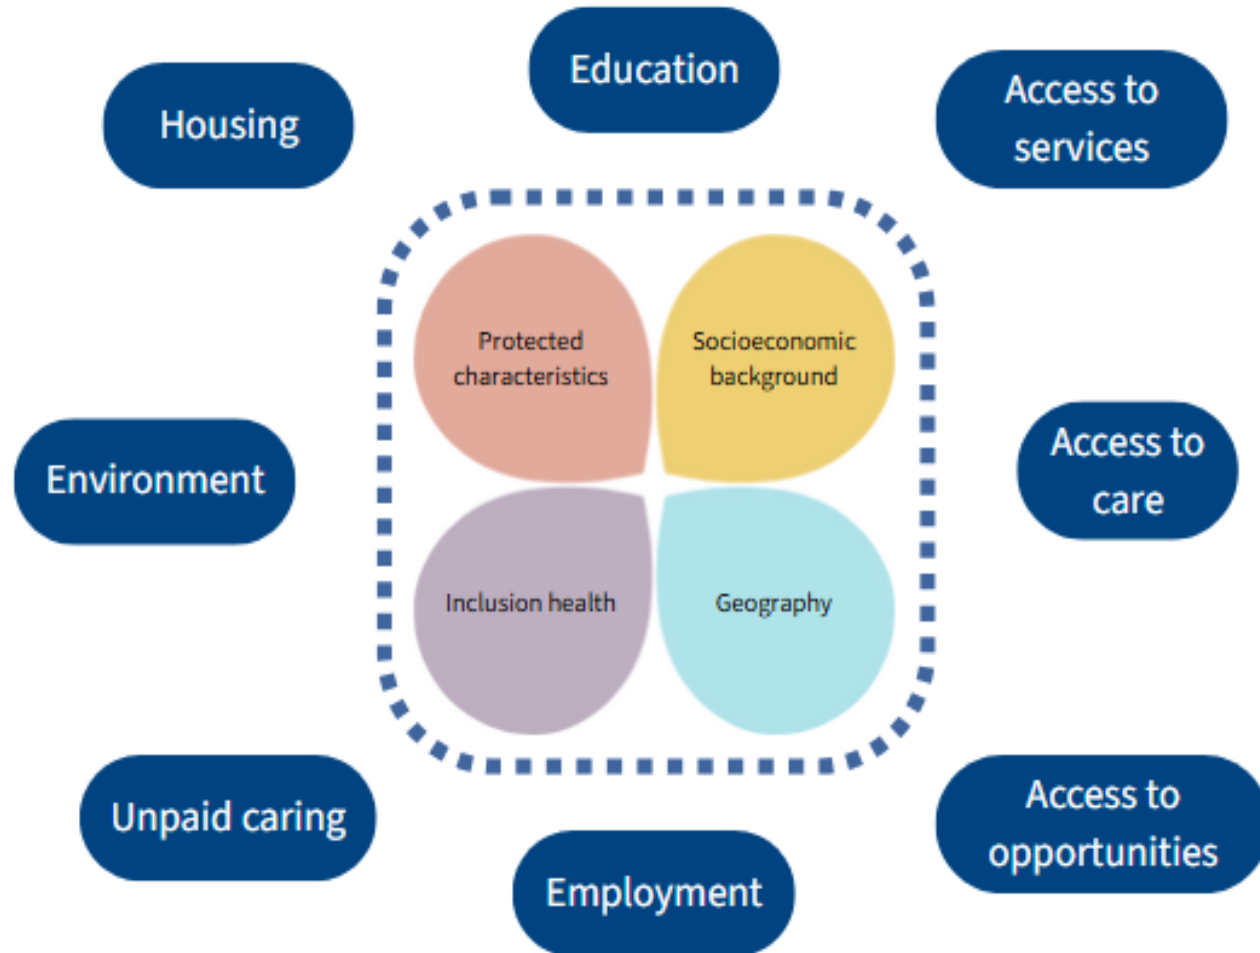 Education
Housing
Access to
services
Protected
characteristics
Socioeconomic
background
Environment
Access to
care
Inclusion health
Geography
Unpaid caring
Access to
opportunities
Employment